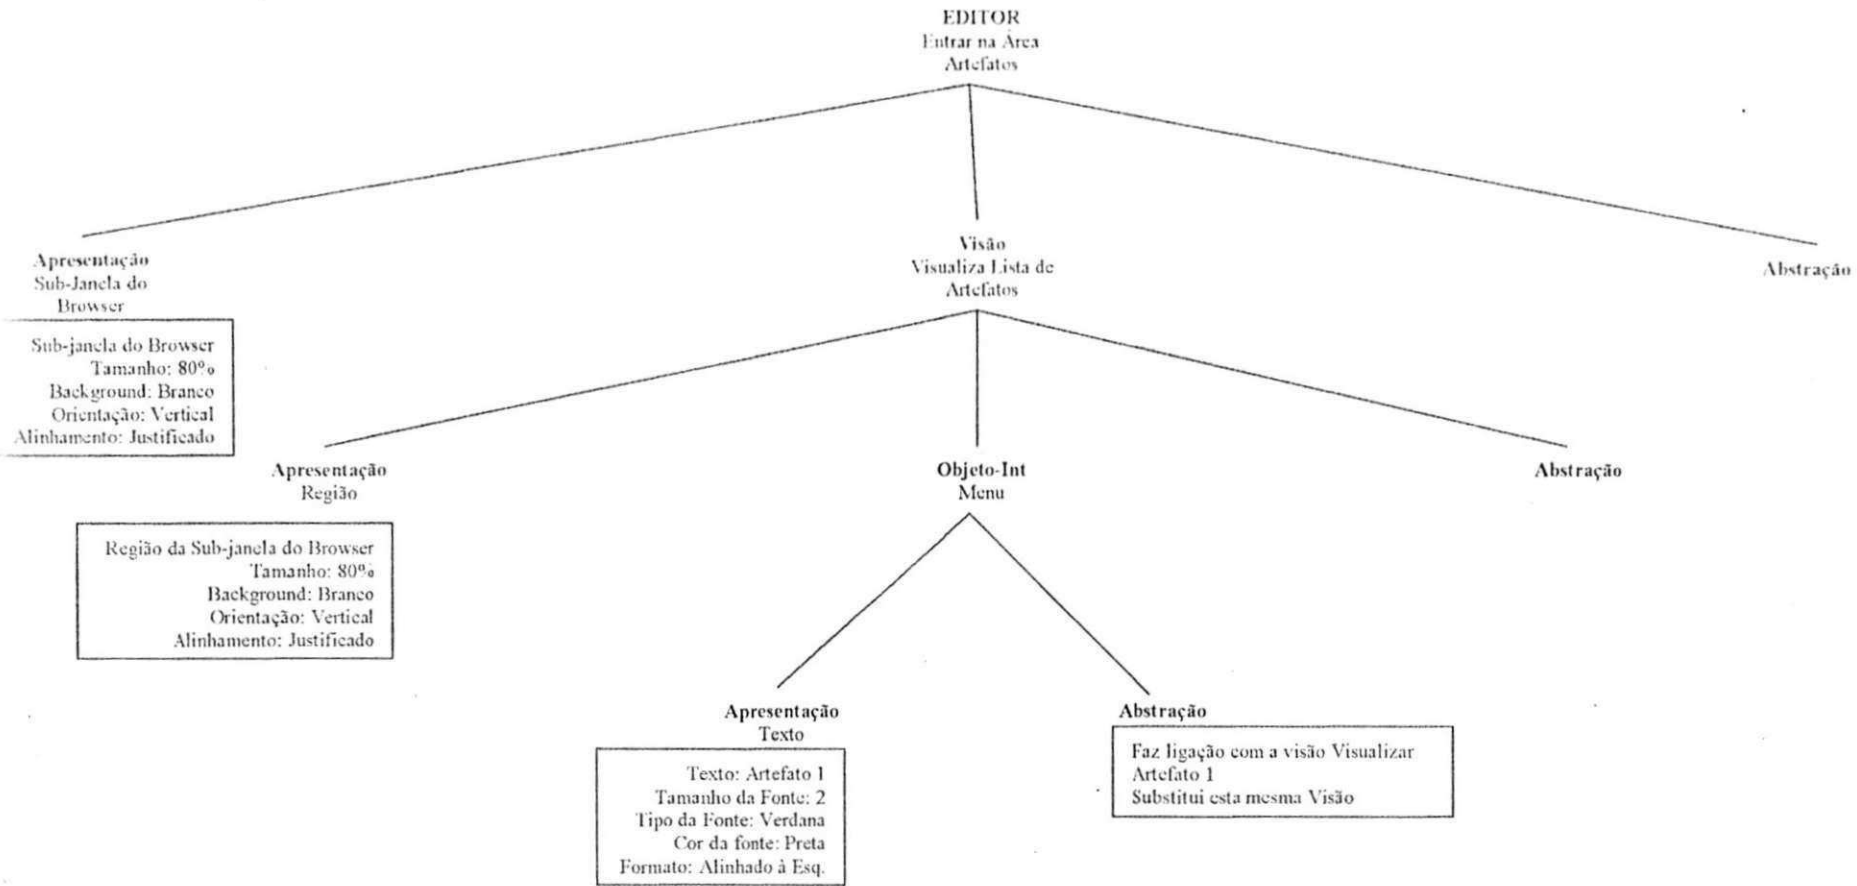 EDITOR
Entrar na Área
Artefatos
Apresentação
Sub-Janela do
Browser
Sub-janela do Browser
Tamanho: 80%
Background: Branco
Orientação: Vertical
Alinhamento: Justificado
Visão
Visualiza Lista de
Artefatos
Abstração
Apresentação
Região
Região da Sub-janela do Browser
Tamanho: 80%
Background: Branco
Orientação: Vertical
Alinhamento: Justificado
Objeto-Int
Menu
Abstração
Apresentação
Texto
Texto: Artefato 1
Tamanho da Fonte: 2
Tipo da Fonte: Verdana
Cor da fonte: Preta
Formato: Alinhado à Esq.
Abstração
Faz ligação com a visão Visualizar
Artefato 1
Substitui esta mesma Visão